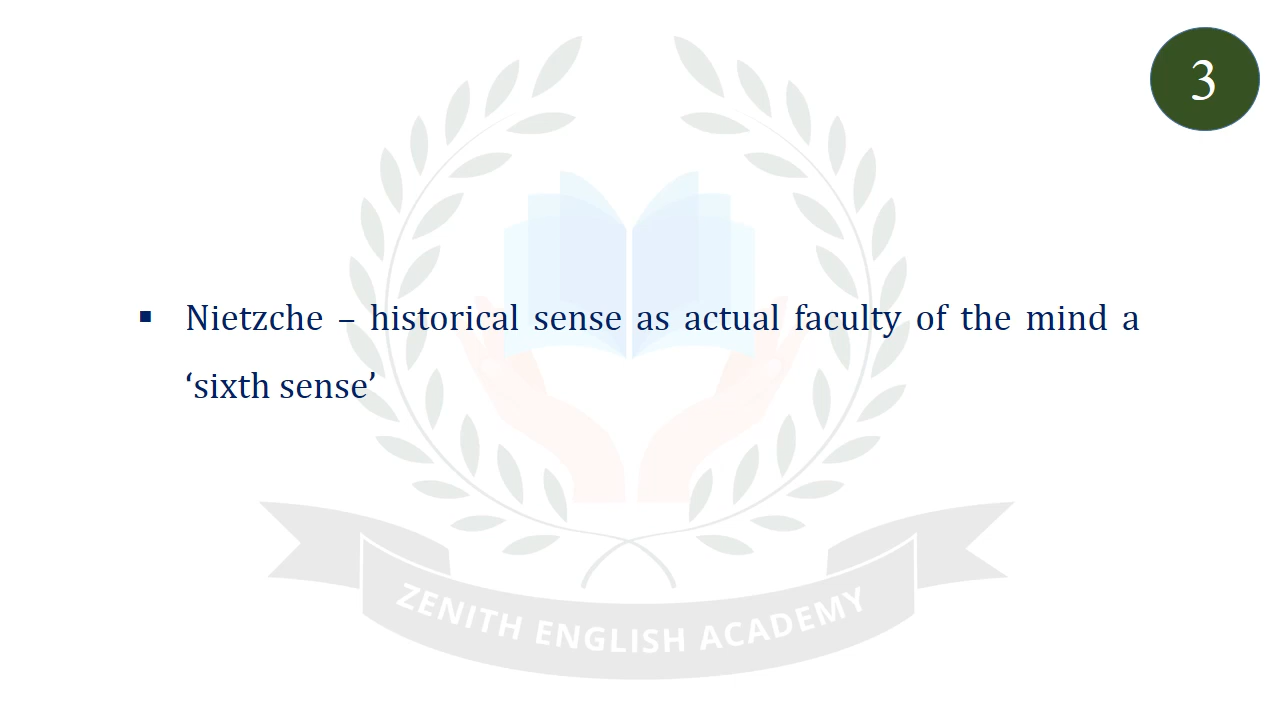 3
▪ Nietzche – historical sense as actual faculty of the mind a
‘sixth sense’
ZENITH ENGLISH ACADEMY